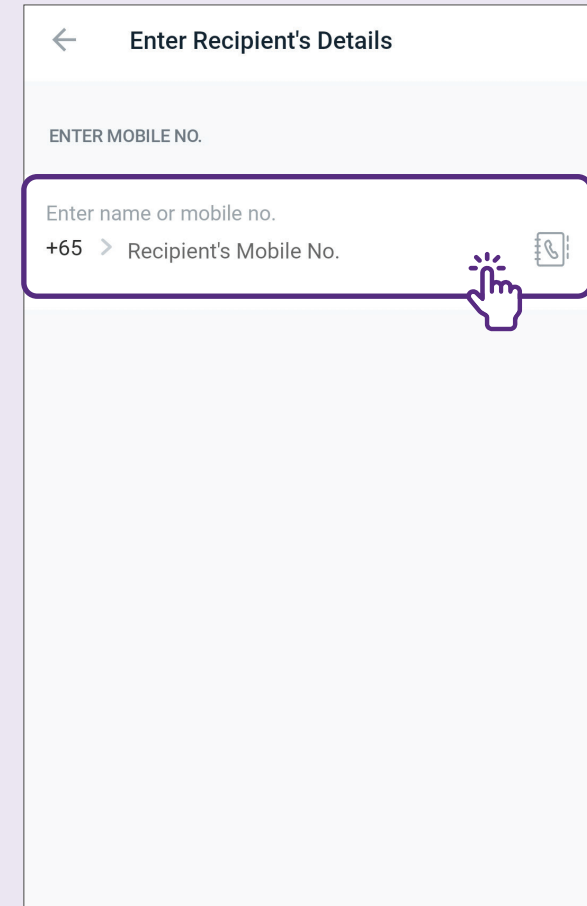 Enter Recipient's Details
ENTER MOBILE NO.
Enter name or mobile no.
+65 > Recipient's Mobile No.